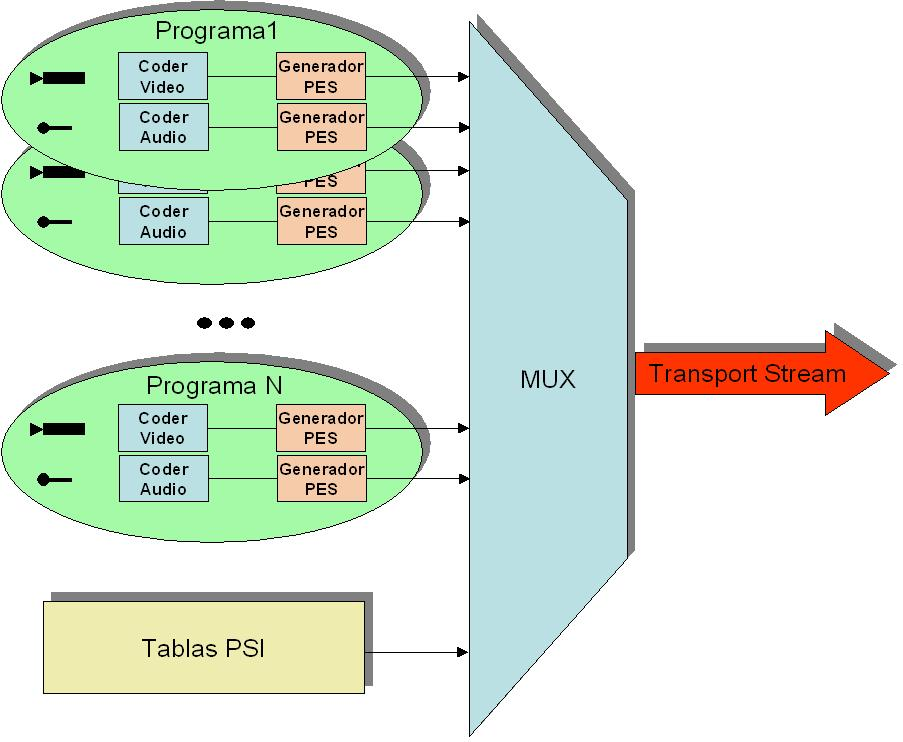 Programa1
Coder
Video
Generador
PES
Coder
Audio
Generador
PES
PES
Coder
Audio
Generador
PES
Programa N
Coder
Video
Generador
PES
Coder
Audio
Generador
PES
Tablas PSI
MUX
Transport Stream